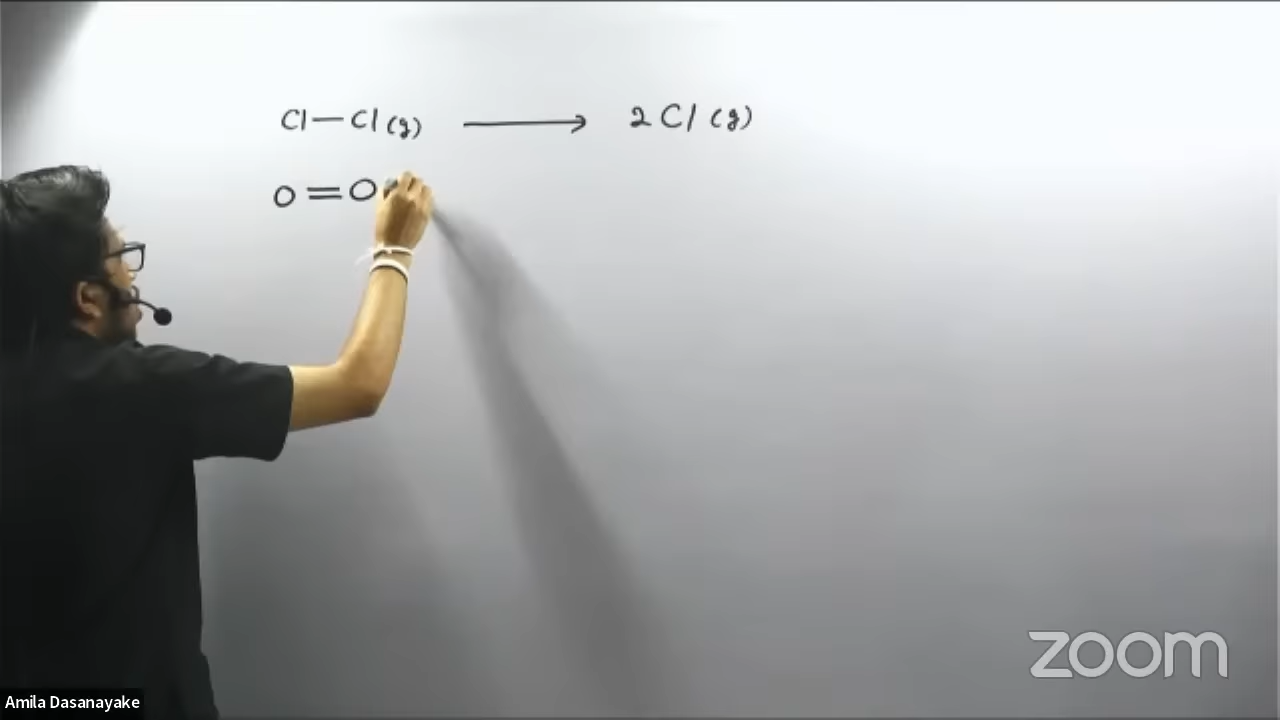 Cl—Cl(g) ⟶ 2Cl(g)
O=O
zoom
Amila Dasanayake